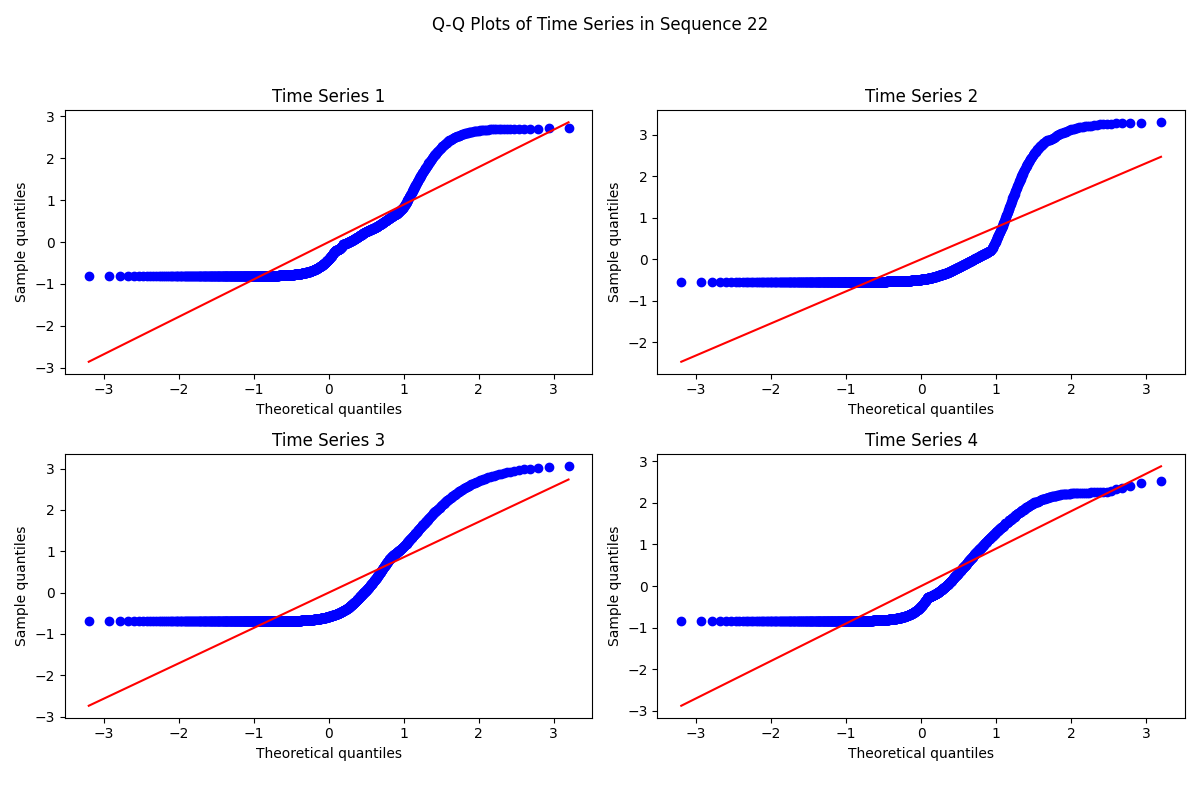 Q-Q Plots of Time Series in Sequence 22
Time Series 1
3
2
1
0
−1
−2
−3
Sample quantiles
−3 −2 −1 0 1 2 3
Theoretical quantiles
Time Series 2
3
2
1
0
−1
−2
Sample quantiles
−3 −2 −1 0 1 2 3
Theoretical quantiles
Time Series 3
3
2
1
0
−1
−2
−3
Sample quantiles
−3 −2 −1 0 1 2 3
Theoretical quantiles
Time Series 4
3
2
1
0
−1
−2
−3
Sample quantiles
−3 −2 −1 0 1 2 3
Theoretical quantiles